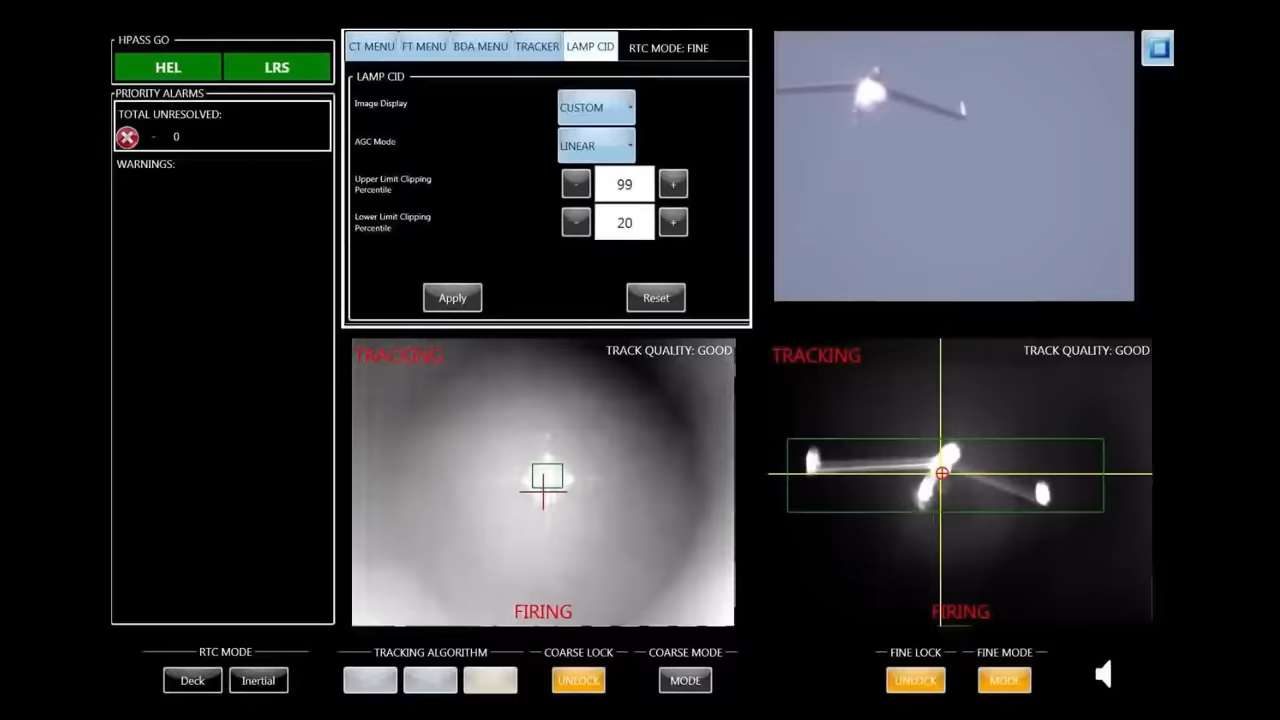 HPASS GO
HEL
LRS
PRIORITY ALARMS
TOTAL UNRESOLVED:
- 0
WARNINGS:
CT MENU
FT MENU
BDA MENU
TRACKER
LAMP CID
RTC MODE: FINE
LAMP CID
Image Display
CUSTOM
AGC Mode
LINEAR
Upper Limit Clipping
Percentile
-
99
+
Lower Limit Clipping
Percentile
-
20
+
Apply
Reset
TRACKING
TRACK QUALITY: GOOD
FIRING
TRACKING
TRACK QUALITY: GOOD
FIRING
RTC MODE
Deck
Inertial
TRACKING ALGORITHM
COARSE LOCK
UNLOCK
COARSE MODE
MODE
FINE LOCK
UNLOCK
FINE MODE
MODE